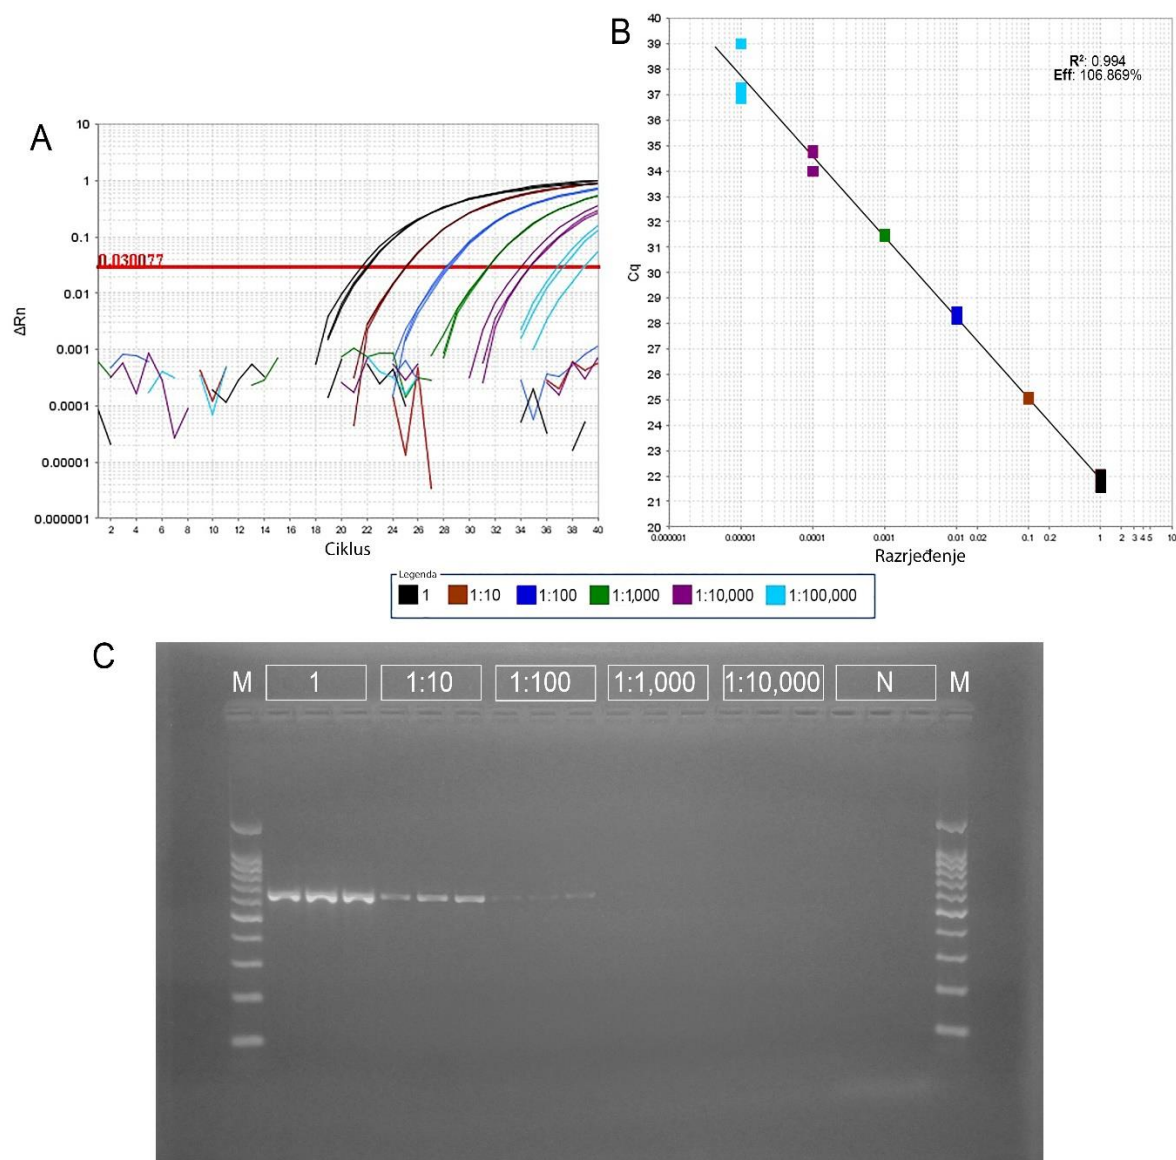 A
10
1
0.1
0.030077
0.01
0.001
0.0001
0.00001
0.000001
ΔRn
2 4 6 8 10 12 14 16 18 20 22 24 26 28 30 32 34 36 38 40
Ciklus
B
R²: 0.994
Eff: 106.869%
40
39
38
37
36
35
34
33
32
31
30
29
28
27
26
25
24
23
22
21
20
Cq
0.000001 0.00001 0.0001 0.001 0.01 0.02 0.1 0.2 1 2 3 4 5 10
Razrjeđenje
Legenda
1 1:10 1:100 1:1,000 1:10,000 1:100,000
C
M 1 1:10 1:100 1:1,000 1:10,000 N M